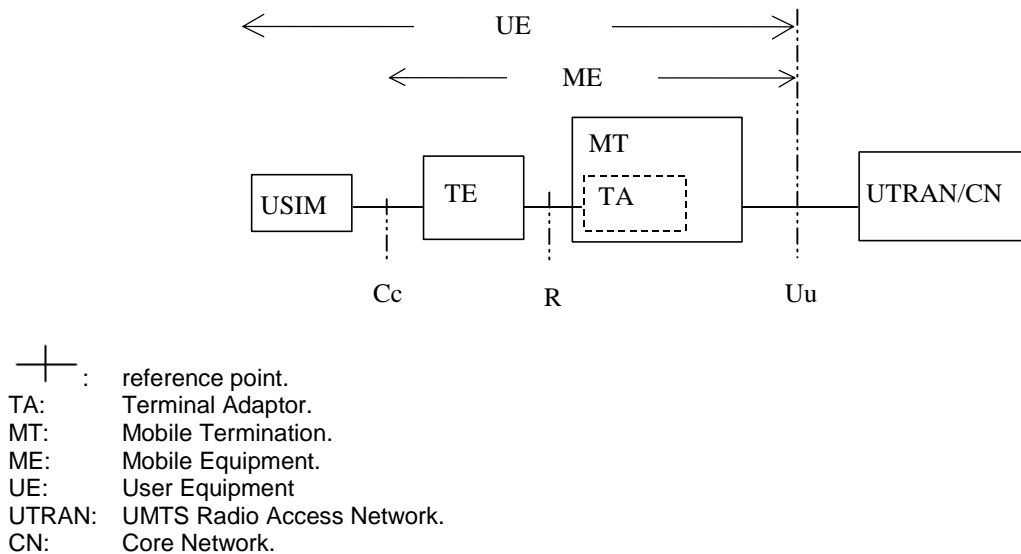 UE
ME
MT
TA
TE
USIM
UTRAN/CN
Cc
R
Uu
: reference point.
TA: Terminal Adaptor.
MT: Mobile Termination.
ME: Mobile Equipment.
UE: User Equipment
UTRAN: UMTS Radio Access Network.
CN: Core Network.